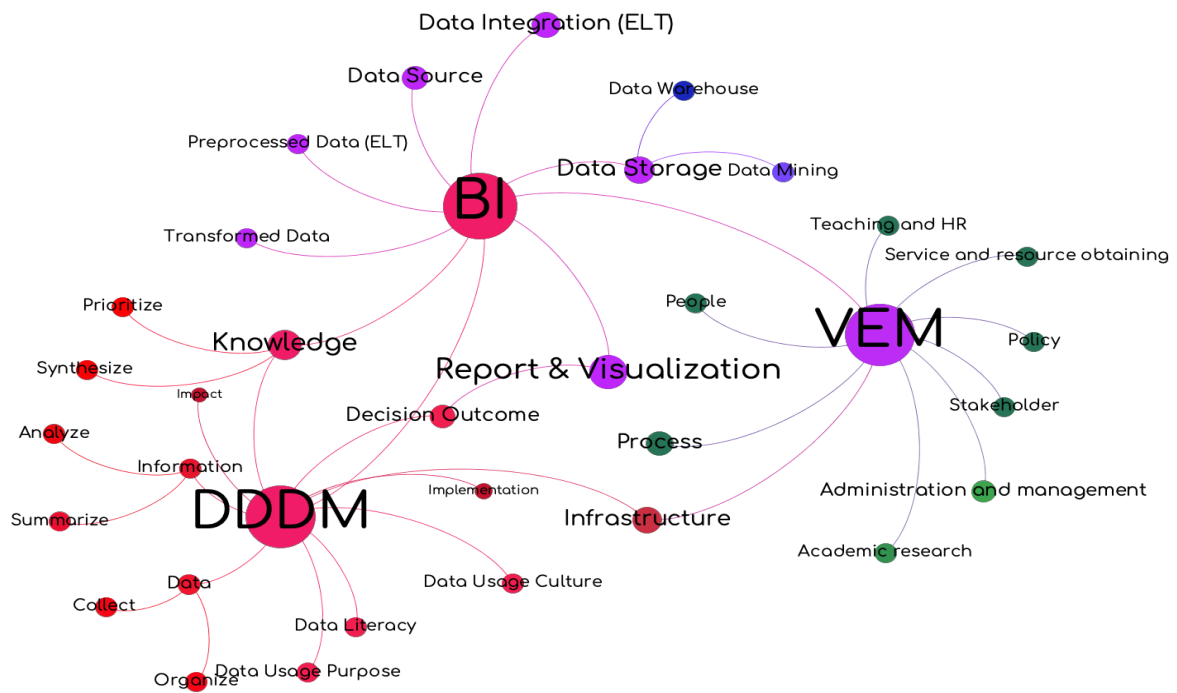 Data Integration (ELT)
Data Source
Data Warehouse
Preprocessed Data (ELT)
Data Storage
Data Mining
BI
Teaching and HR
Transformed Data
Service and resource obtaining
People
Prioritize
VEM
Knowledge
Policy
Synthesize
Report & Visualization
Impact
Stakeholder
Decision Outcome
Analyze
Process
Information
Implementation
Administration and management
DDDM
Summarize
Infrastructure
Academic research
Data
Data Usage Culture
Collect
Data Literacy
Data Usage Purpose
Organize